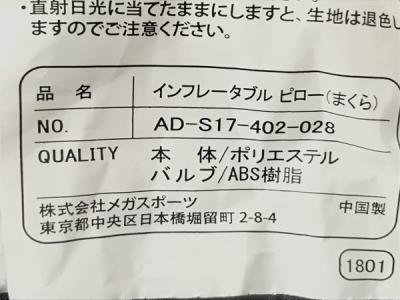 ・直射日光に当てたままにしますと、生地は退色し
ますのでご注意ください。
品 名 インフレータブル ピロー(まくら)
NO. AD-S17-402-028
QUALITY 本 体/ポリエステル
バルブ/ABS樹脂
株式会社メガスポーツ 中国製
東京都中央区日本橋堀留町 2-8-4
1801